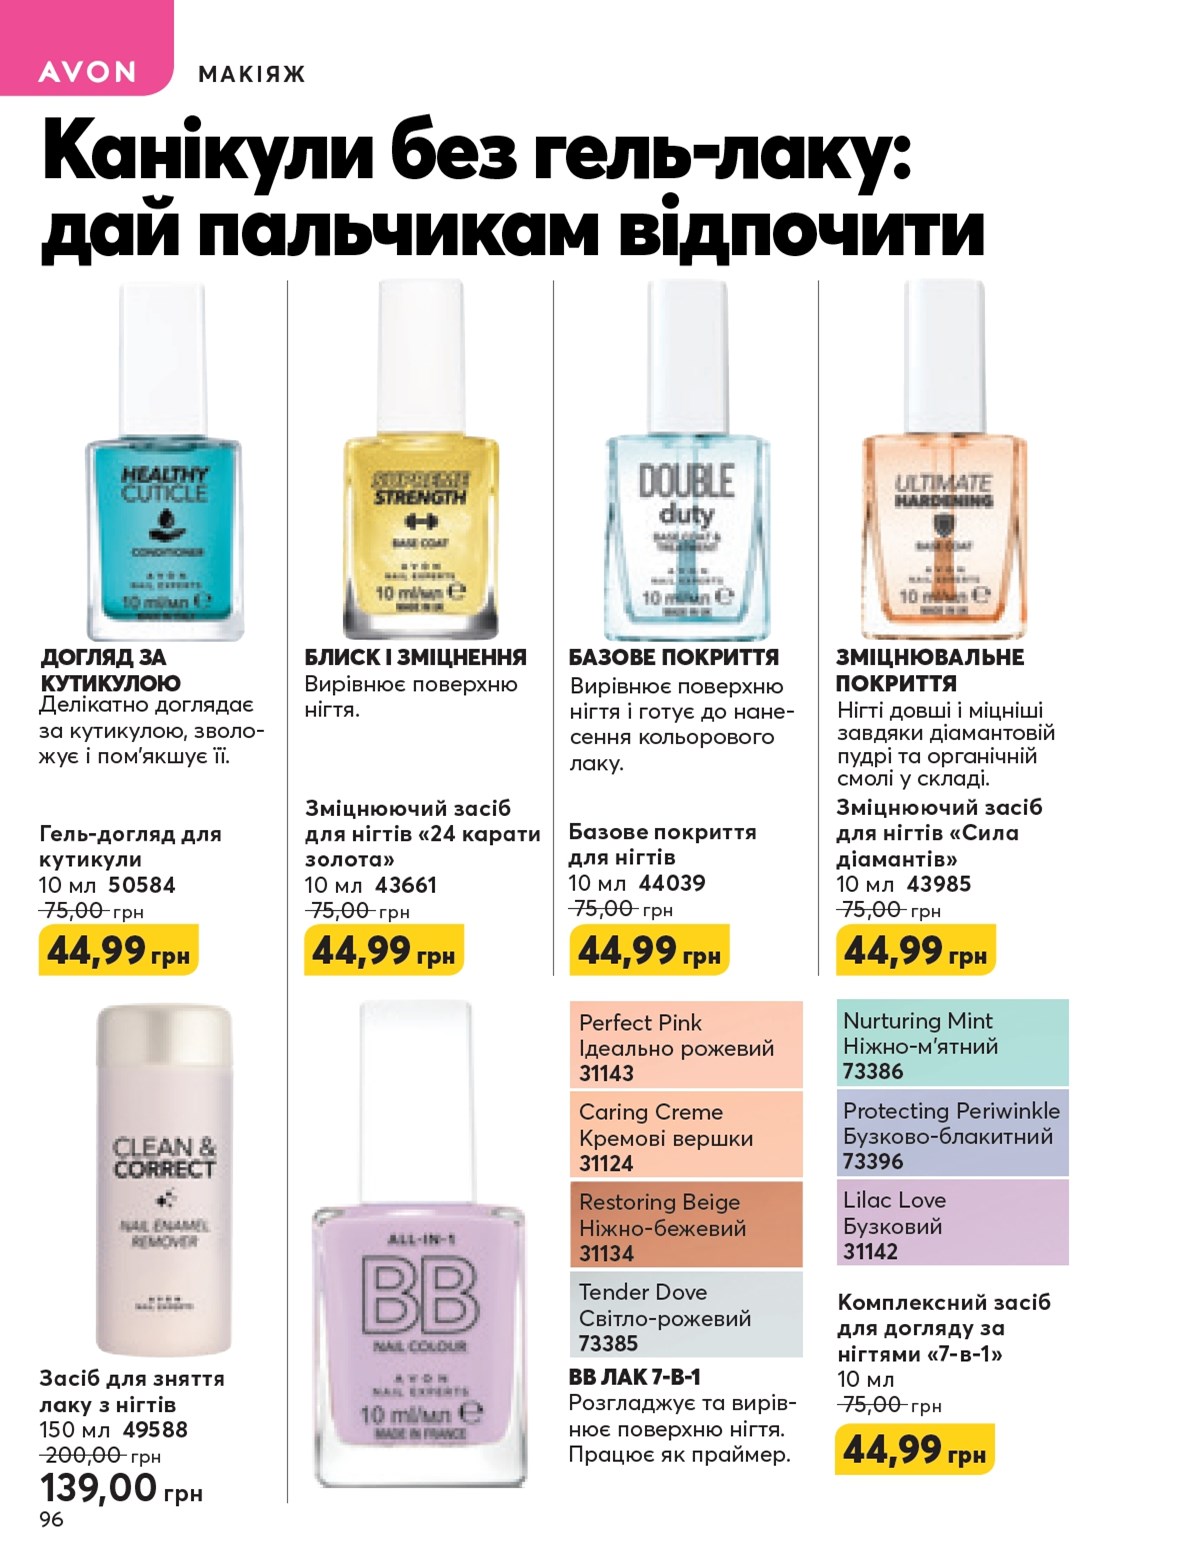 AVON
МАКІЯЖ
Канікули без гель-лаку:
дай пальчикам відпочити
HEALTHY
CUTICLE
CONDITIONER
AVON
NAIL EXPERTS
10 ml/мл
MADE IN ITALY
ДОГЛЯД ЗА
КУТИКУЛОЮ
Делікатно доглядає
за кутикулою, зволо-
жує і пом'якшує її.
Гель-догляд для
кутикули
10 мл 50584
75,00 грн
44,99 грн
SUPREME
STRENGTH
BASE COAT
AVON
NAIL EXPERTS
10 ml/мл
MADE IN UK
БЛИСК І ЗМІЦНЕННЯ
Вирівнює поверхню
нігтя.
Зміцнюючий засіб
для нігтів «24 карати
золота»
10 мл 43661
75,00 грн
44,99 грн
DOUBLE
duty
BASE COAT &
TREATMENT
AVON
NAIL EXPERTS
10 ml/мл
MADE IN UK
БАЗОВЕ ПОКРИТТЯ
Вирівнює поверхню
нігтя і готує до нане-
сення кольорового
лаку.
Базове покриття
для нігтів
10 мл 44039
75,00 грн
44,99 грн
ULTIMATE
HARDENING
BASE COAT
AVON
NAIL EXPERTS
10 ml/мл
MADE IN UK
ЗМІЦНЮВАЛЬНЕ
ПОКРИТТЯ
Нігті довші і міцніші
завдяки діамантовій
пудрі та органічній
смолі у складі.
Зміцнюючий засіб
для нігтів «Сила
діамантів»
10 мл 43985
75,00 грн
44,99 грн
CLEAN &
CORRECT
NAIL ENAMEL
REMOVER
AVON
NAIL EXPERTS
Засіб для зняття
лаку з нігтів
150 мл 49588
200,00 грн
139,00 грн
ALL-IN-1
BB
NAIL COLOUR
AVON
NAIL EXPERTS
10 ml/мл
MADE IN FRANCE
Perfect Pink
Ідеально рожевий
31143
Caring Creme
Кремові вершки
31124
Restoring Beige
Ніжно-бежевий
31134
Tender Dove
Світло-рожевий
73385
ВВ ЛАК 7-В-1
Розгладжує та вирів-
нює поверхню нігтя.
Працює як праймер.
Nurturing Mint
Ніжно-м'ятний
73386
Protecting Periwinkle
Бузково-блакитний
73396
Lilac Love
Бузковий
31142
Комплексний засіб
для догляду за
нігтями «7-в-1»
10 мл
75,00 грн
44,99 грн
96